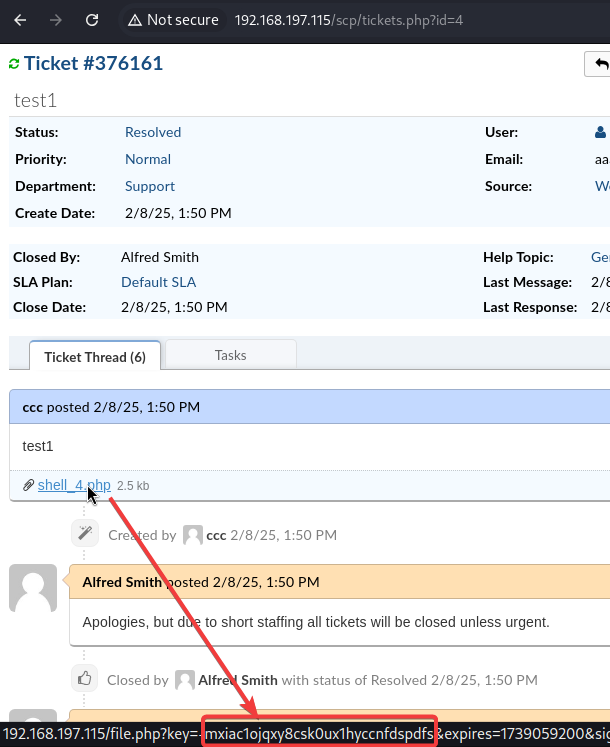 Not secure 192.168.197.115/scp/tickets.php?id=4
Ticket #376161
test1
Status: Resolved User:
Priority: Normal Email: aa
Department: Support Source: We
Create Date: 2/8/25, 1:50 PM
Closed By: Alfred Smith Help Topic: Ge
SLA Plan: Default SLA Last Message: 2/8
Close Date: 2/8/25, 1:50 PM Last Response: 2/8
Ticket Thread (6) Tasks
ccc posted 2/8/25, 1:50 PM
test1
shell_4.php 2.5 kb
Created by ccc 2/8/25, 1:50 PM
Alfred Smith posted 2/8/25, 1:50 PM
Apologies, but due to short staffing all tickets will be closed unless urgent.
Closed by Alfred Smith with status of Resolved 2/8/25, 1:50 PM
192.168.197.115/file.php?key=-mxiac1ojqxy8csk0ux1hyccnfdspdfs&expires=1739059200&sig